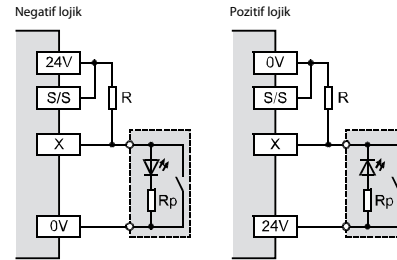 Negatif lojik
24V
S/S
R
X
Rp
0V
Pozitif lojik
0V
S/S
R
X
Rp
24V